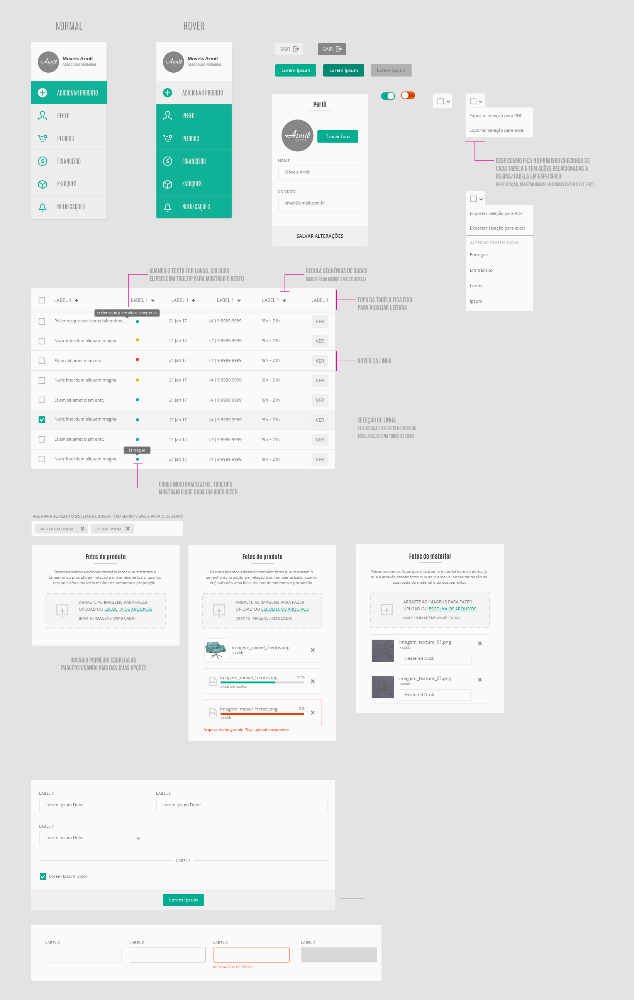 NORMAL
HOVER
Armil
MOVEIS
Moveis Armil
ASSOCIADO PREMIUM
ADICIONAR PRODUTO
PERFIL
PEDIDOS
FINANCEIRO
ESTOQUES
NOTIFICAÇÕES
Armil
MOVEIS
Moveis Armil
ASSOCIADO PREMIUM
ADICIONAR PRODUTO
PERFIL
PEDIDOS
FINANCEIRO
ESTOQUES
NOTIFICAÇÕES
SAIR
SAIR
Lorem Ipsum
Lorem Ipsum
Lorem Ipsum
Perfil
Armil
MOVEIS
Trocar foto
NOME
Móveis Armil
CONTATO
email@email.com.br
SALVAR ALTERAÇÕES
ON
OFF
Exportar seleção para PDF
Exportar seleção para excel
ESSE COMBO FICA NO PRIMEIRO CHECKBOX DE
CADA TABELA E TEM AÇÕES RELACIONADAS A
PÁGINA/TABELA EM ESPECÍFICO
(EXPORTAÇÃO, DELETAR VÁRIAS ENTRADAS DE UMA VEZ, ETC)
Exportar seleção para PDF
Exportar seleção para excel
ALTERAR STATUS PARA:
Entregue
Em trânsito
Lorem
Ipsum
QUANDO O TEXTO FOR LONGO, COLOCAR
ELIPSIS COM TOOLTIP PARA MOSTRAR O RESTO
REGULA SEQUÊNCIA DE DADOS
(MAIOR PARA MENOR E VICE E VERSA)
LABEL 1 LABEL 1 LABEL 1 LABEL 1 LABEL 1 LABEL 1
TOPO DA TABELA FICA FIXO
PARA AUXILIAR LEITURA
scelerisque justo vitae, semper ex
Pellentesque nec lectus bibendum, ... 21 Jan 17 (41) 9 9999 9999 19h ~ 21h VER
Nunc interdum aliquam magna 21 Jan 17 (41) 9 9999 9999 19h ~ 21h VER
Etiam sit amet diam erat. 21 Jan 17 (41) 9 9999 9999 19h ~ 21h VER
HOVER DA LINHA
Nunc interdum aliquam magna 21 Jan 17 (41) 9 9999 9999 19h ~ 21h VER
Etiam sit amet diam erat. 21 Jan 17 (41) 9 9999 9999 19h ~ 21h VER
Nunc interdum aliquam magna 21 Jan 17 (41) 9 9999 9999 19h ~ 21h VER
SELEÇÃO DE LINHA
SE A SELEÇÃO FOR FEITA NO TOPO DA
TABELA SELECIONA TODOS OS ITENS
Etiam sit amet diam erat. 21 Jan 17 (41) 9 9999 9999 19h ~ 21h VER
Entregue
Nunc interdum aliquam magna 21 Jan 17 (41) 9 9999 9999 19h ~ 21h VER
CORES MOSTRAM STATUS, TOOLTIPS
MOSTRAM O QUE CADA UM QUER DIZER
TAGS (PARA AUXILIAR O SISTEMA DE BUSCA, NÃO SERÃO VISÍVEIS PARA O USUÁRIO)
TAG LOREM IPSUM LOREM IPSUM
Fotos do produto
Recomendamos adicionar também fotos que mostram o
tamanho do produto em relação a um ambiente (sala, quarto,
etc) pois dão uma ideia melhor de tamanho e proporção.
ARRASTE AS IMAGENS PARA FAZER
UPLOAD OU ESCOLHA OS ARQUIVOS
(MAX 10 IMAGENS XXMB CADA)
USUÁRIO PRIMEIRO CARREGA AS
IMAGENS USANDO UMA DAS DUAS OPÇÕES
Fotos do produto
Recomendamos adicionar também fotos que mostram o
tamanho do produto em relação a um ambiente (sala, quarto,
etc) pois dão uma ideia melhor de tamanho e proporção.
ARRASTE AS IMAGENS PARA FAZER
UPLOAD OU ESCOLHA OS ARQUIVOS
(MAX 10 IMAGENS XXMB CADA)
imagem_movel_frente.png
xxxkb
PNG
imagem_movel_frente.png 59%
xxkb de xxxkb
PNG
imagem_movel_frente.png 0%
xxxkb
Arquivo muito grande. Faça upload novamente
Fotos do material
Recomendamos fotos que mostrem o material bem de perto, já
que é através dessas fotos que ao cliente vai poder ter noção da
qualidade do material e do acabamento.
ARRASTE AS IMAGENS PARA FAZER
UPLOAD OU ESCOLHA OS ARQUIVOS
(MAX 10 IMAGENS XXMB CADA)
imagem_textura_01.png
xxxkb
Heatered Dusk
imagem_textura_01.png
xxxkb
Heatered Dusk
LABEL 1 LABEL 2
Lorem Ipsum Dolor Lorem Ipsum Dolor
LABEL 1
Lorem Ipsum Dolor
LABEL 1
Lorem Ipsum Dolor
Lorem Ipsum
LABEL 2 LABEL 2 LABEL 2 LABEL 2
MENSAGEM DE ERRO